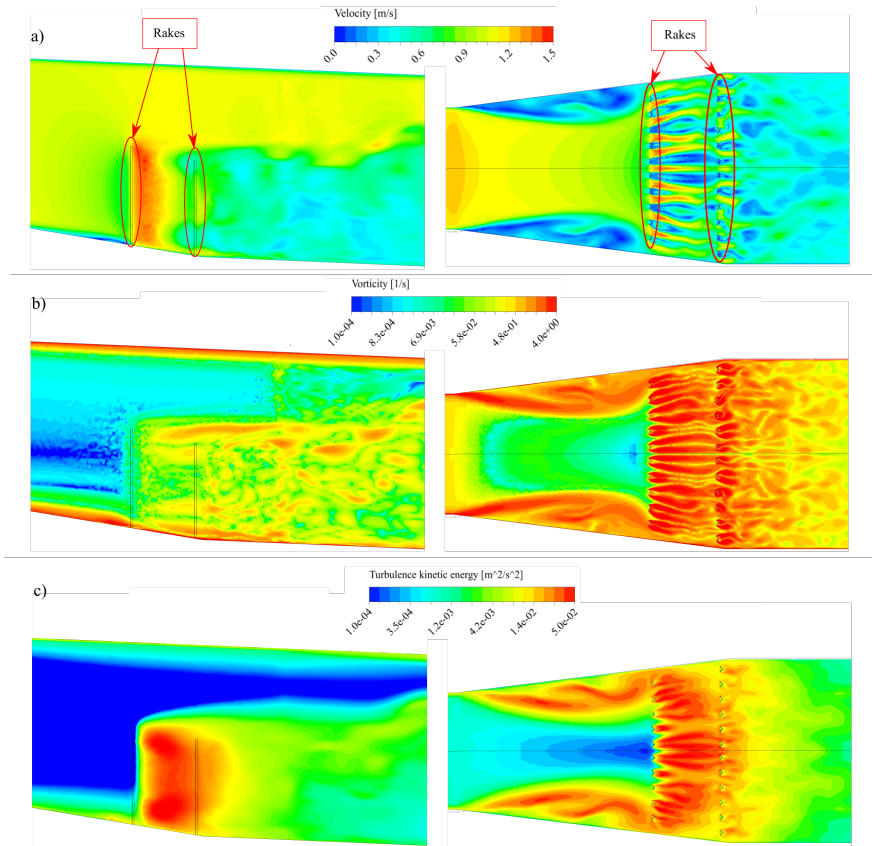 Velocity [m/s]
a)
Rakes
Rakes
0.0
0.3
0.6
0.9
1.2
1.5
Vorticity [1/s]
b)
1.0e-04
8.3e-04
6.9e-03
5.8e-02
4.8e-01
4.0e+00
Turbulence kinetic energy [m^2/s^2]
c)
1.0e-04
3.5e-04
1.2e-03
4.2e-03
1.4e-02
5.0e-02